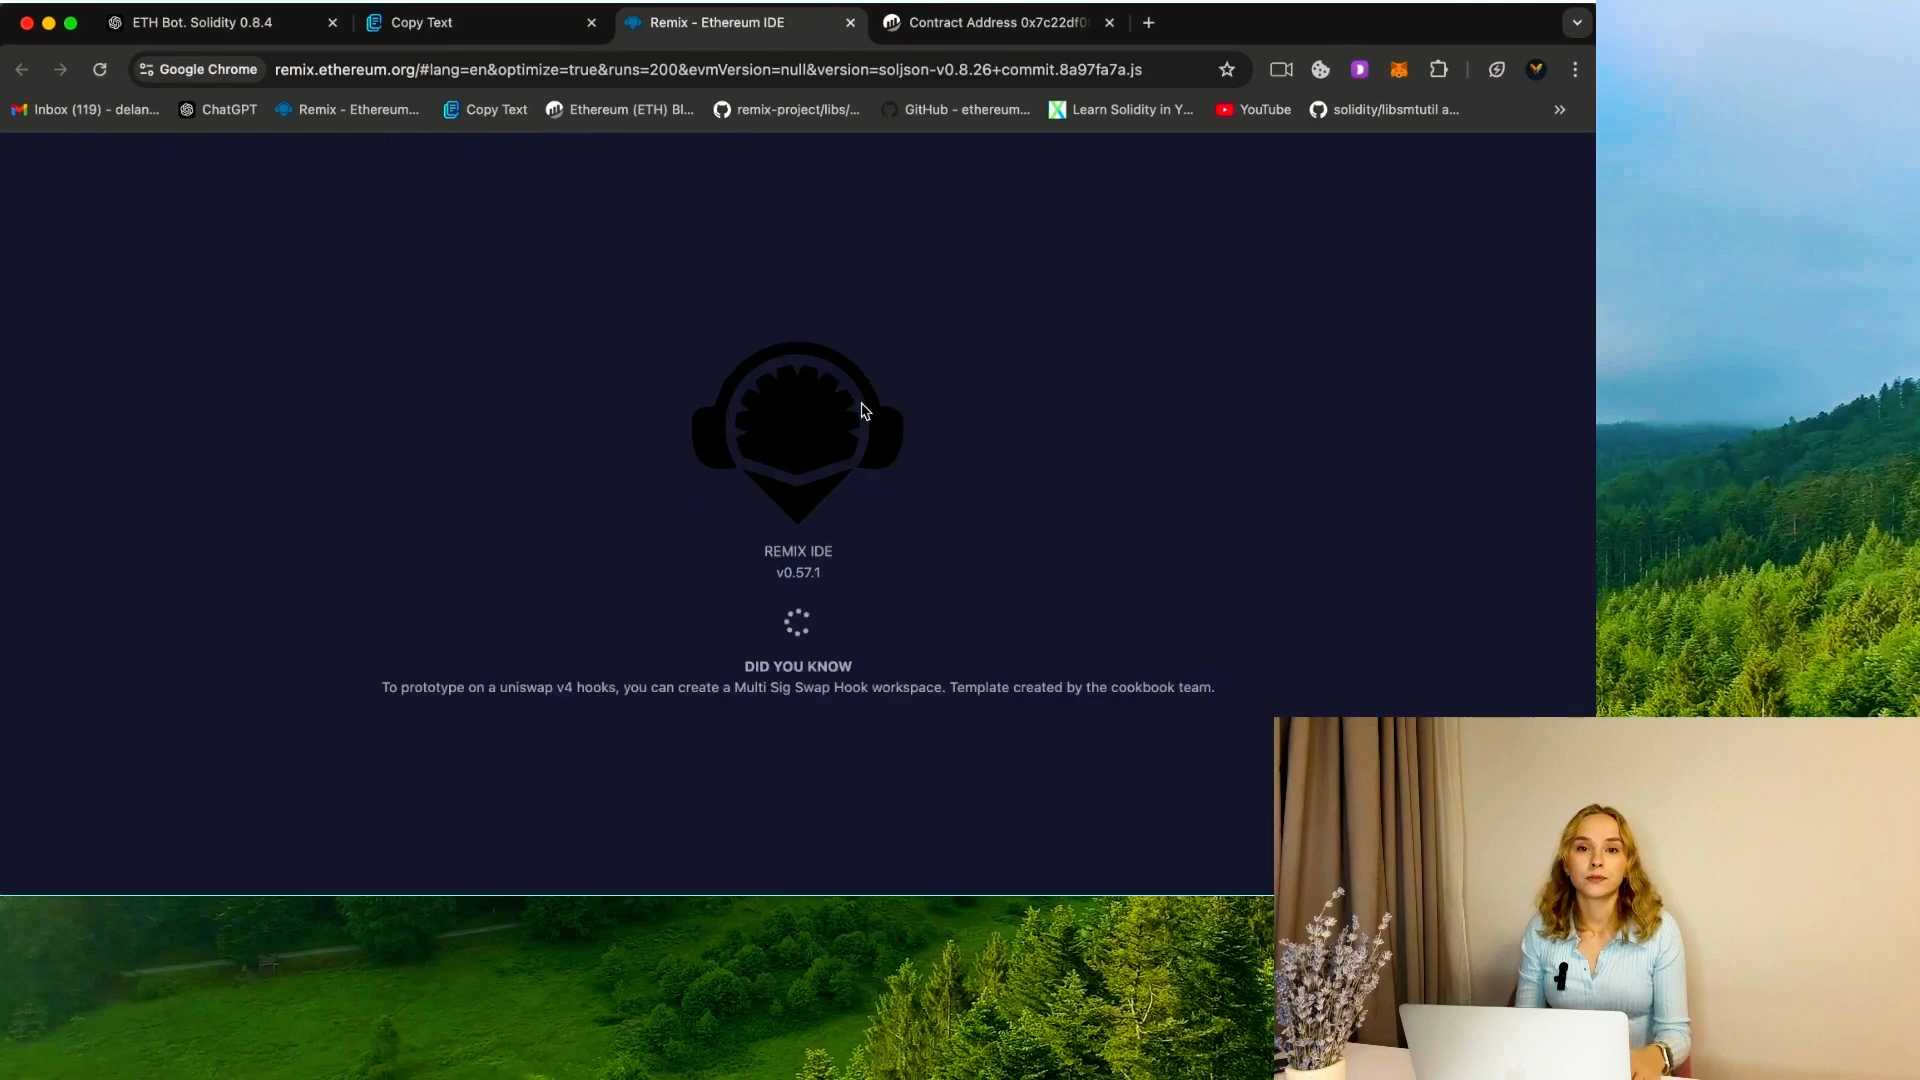 ETH Bot. Solidity 0.8.4
Copy Text
Remix - Ethereum IDE
Contract Address 0x7c22df0
Google Chrome
remix.ethereum.org/#lang=en&optimize=true&runs=200&evmVersion=null&version=soljson-v0.8.26+commit.8a97fa7a.js
Inbox (119) - delan...
ChatGPT
Remix - Ethereum...
Copy Text
Ethereum (ETH) Bl...
remix-project/libs/...
GitHub - ethereum...
Learn Solidity in Y...
YouTube
solidity/libsmtutil a...
REMIX IDE
v0.57.1
DID YOU KNOW
To prototype on a uniswap v4 hooks, you can create a Multi Sig Swap Hook workspace. Template created by the cookbook team.